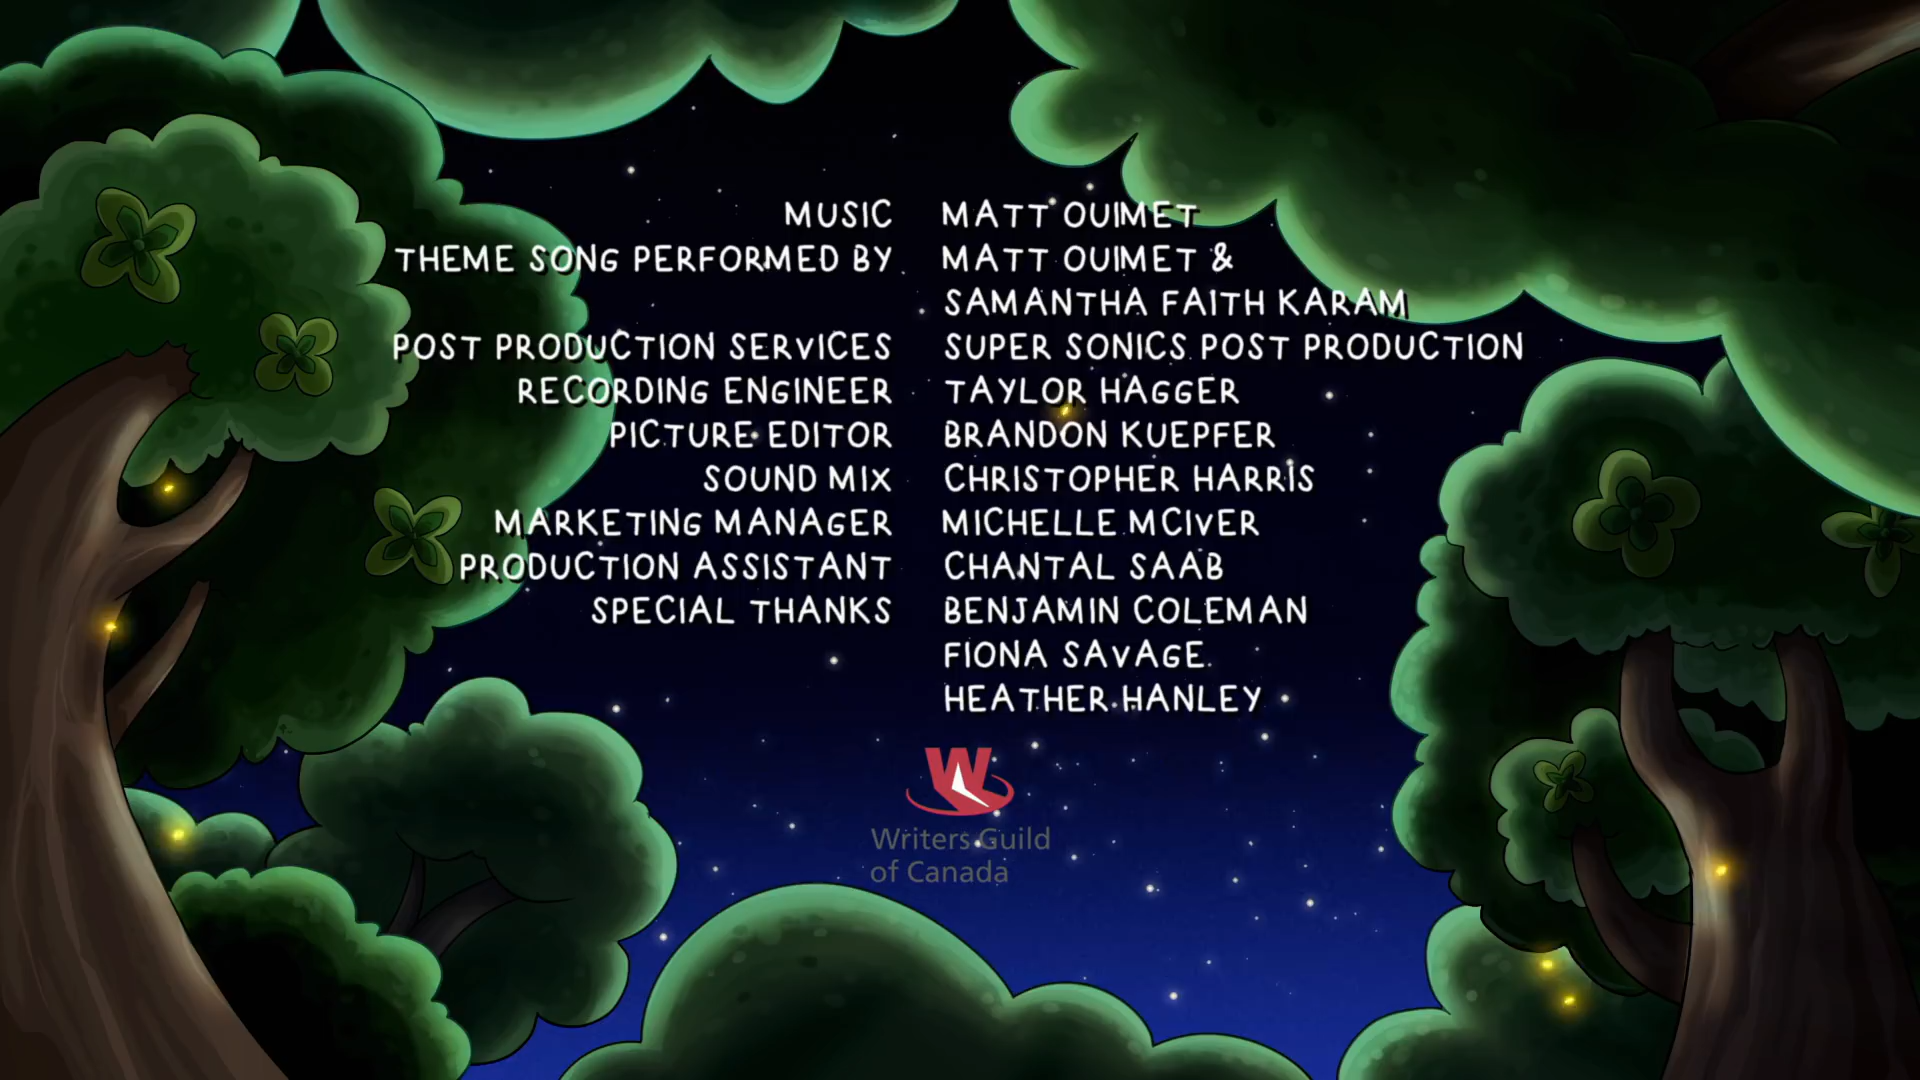 MUSIC MATT OUIMET
THEME SONG PERFORMED BY MATT OUIMET &
SAMANTHA FAITH KARAM
POST PRODUCTION SERVICES SUPER SONICS POST PRODUCTION
RECORDING ENGINEER TAYLOR HAGGER
PICTURE EDITOR BRANDON KUEPFER
SOUND MIX CHRISTOPHER HARRIS
MARKETING MANAGER MICHELLE MCIVER
PRODUCTION ASSISTANT CHANTAL SAAB
SPECIAL THANKS BENJAMIN COLEMAN
FIONA SAVAGE
HEATHER HANLEY
Writers Guild
of Canada